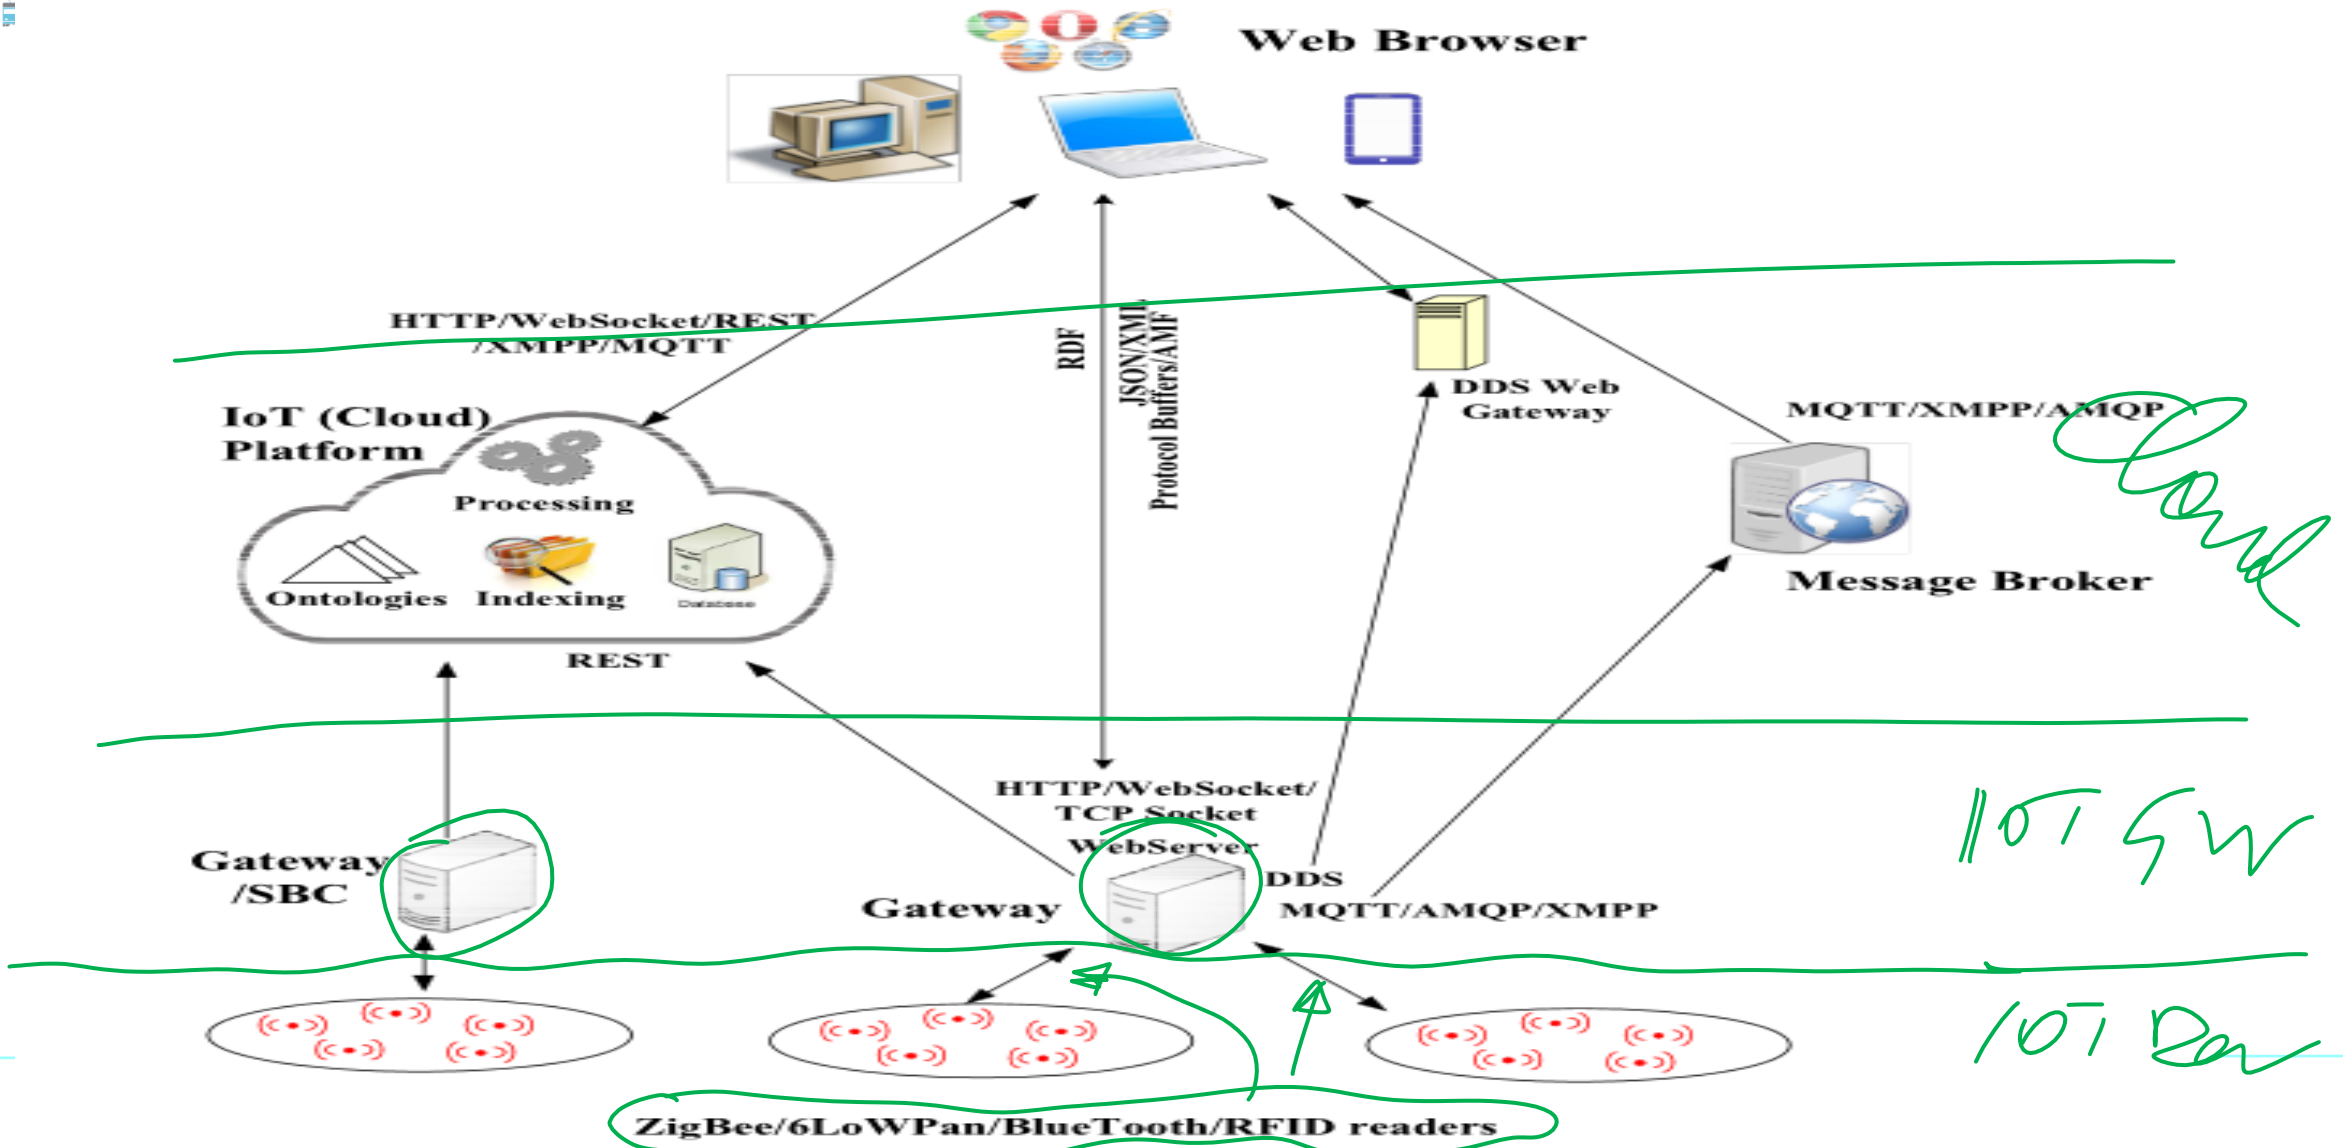 Web Browser
HTTP/WebSocket/REST
/XMPP/MQTT
RDF
JSON/XML/
Protocol Buffers/AMF
DDS Web
Gateway
MQTT/XMPP/AMQP
Cloud
IoT (Cloud)
Platform
Processing
Ontologies
Indexing
Database
Message Broker
REST
HTTP/WebSocket/
TCP Socket
WebServer
IOT GW
Gateway
/SBC
Gateway
DDS
MQTT/AMQP/XMPP
IOT Dev
ZigBee/6LoWPan/BlueTooth/RFID readers